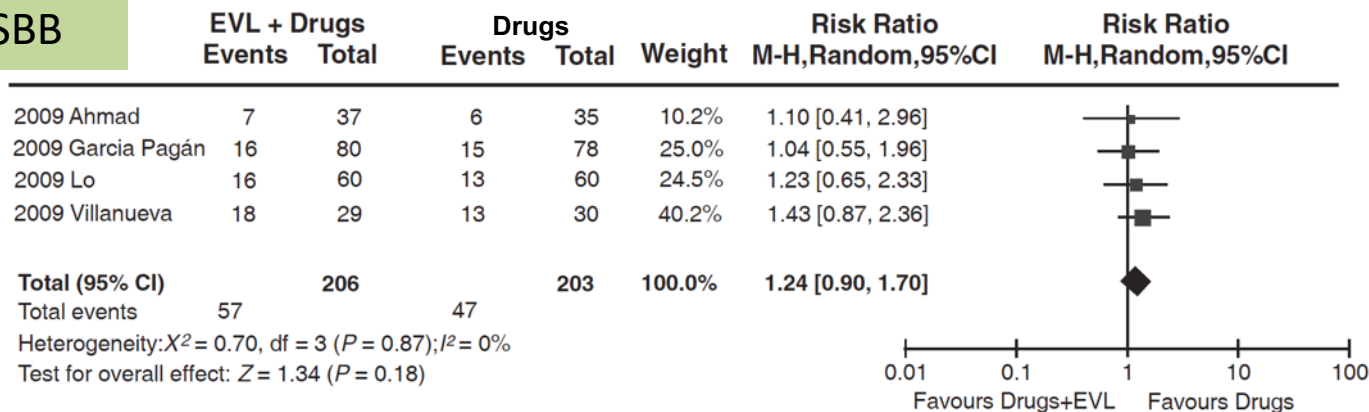 SBB
EVL + Drugs Drugs Risk Ratio Risk Ratio
Events Total Events Total Weight M-H,Random,95%CI M-H,Random,95%CI
2009 Ahmad 7 37 6 35 10.2% 1.10 [0.41, 2.96]
2009 Garcia Pagán 16 80 15 78 25.0% 1.04 [0.55, 1.96]
2009 Lo 16 60 13 60 24.5% 1.23 [0.65, 2.33]
2009 Villanueva 18 29 13 30 40.2% 1.43 [0.87, 2.36]
Total (95% CI) 206 203 100.0% 1.24 [0.90, 1.70]
Total events 57 47
Heterogeneity:X² = 0.70, df = 3 (P = 0.87);I² = 0%
Test for overall effect: Z = 1.34 (P = 0.18)
0.01 0.1 1 10 100
Favours Drugs+EVL Favours Drugs